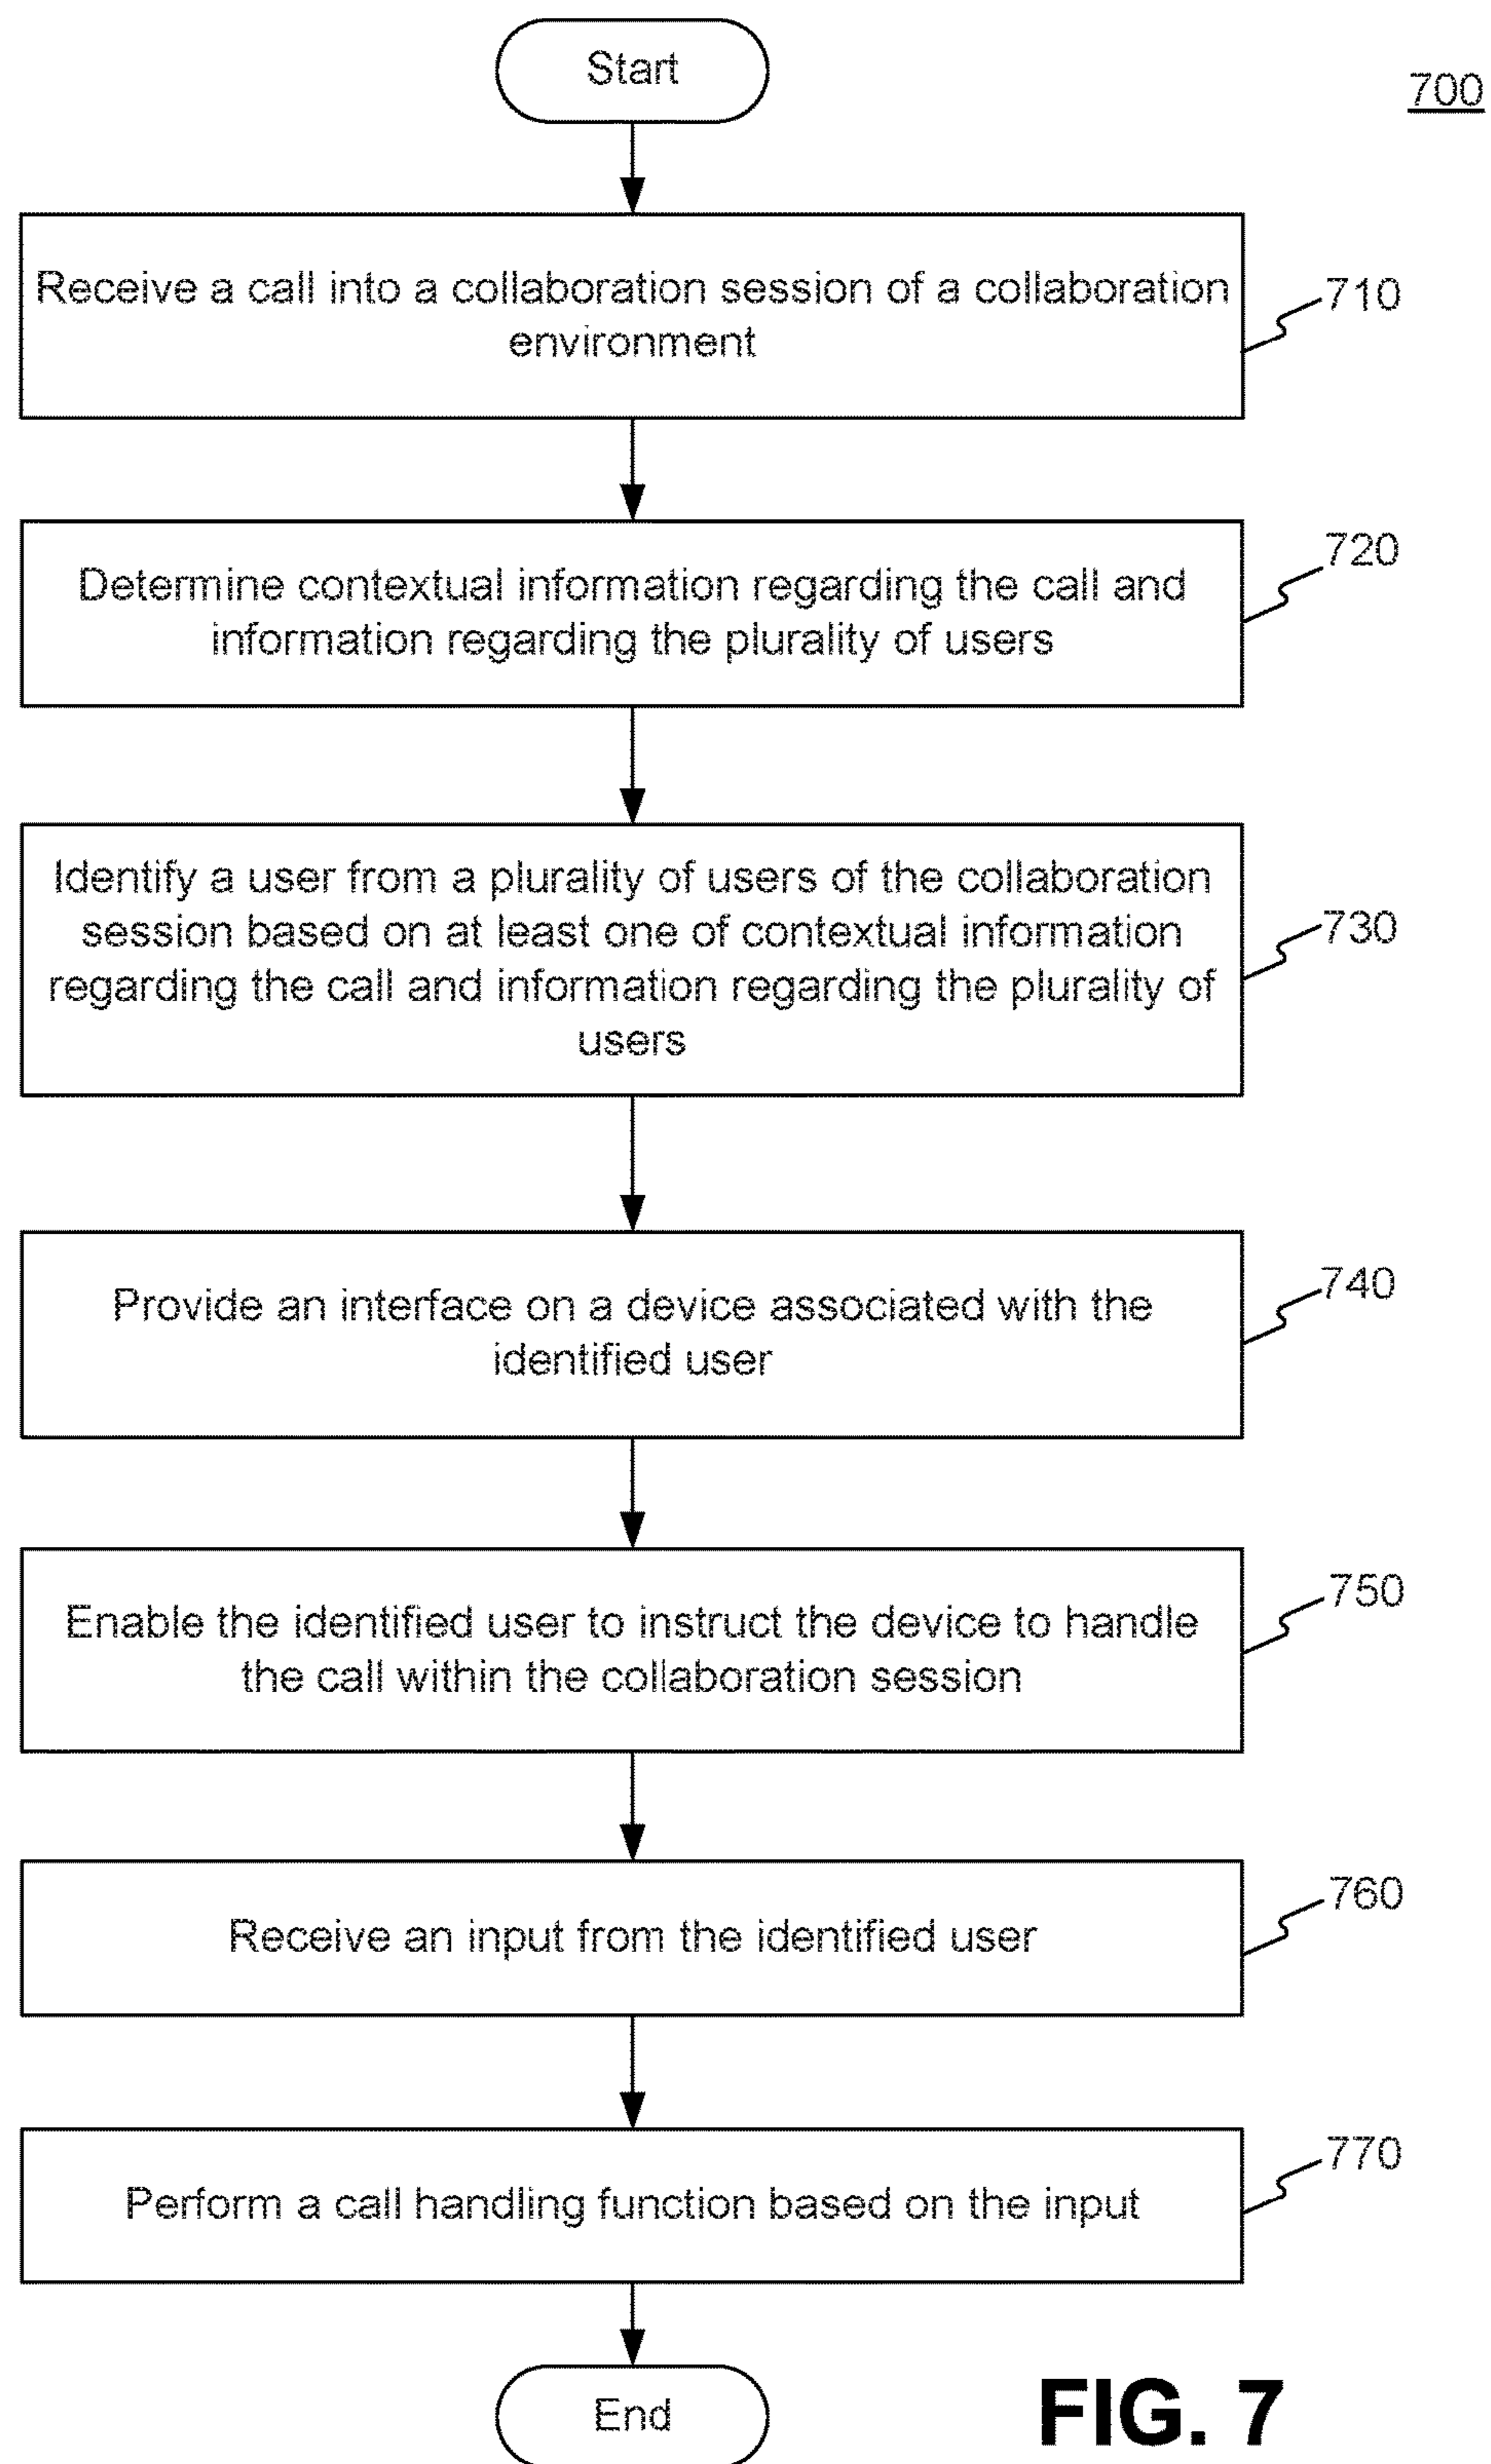 Start
700
Receive a call into a collaboration session of a collaboration
environment
710
Determine contextual information regarding the call and
information regarding the plurality of users
720
Identify a user from a plurality of users of the collaboration
session based on at least one of contextual information
regarding the call and information regarding the plurality of
users
730
Provide an interface on a device associated with the
identified user
740
Enable the identified user to instruct the device to handle
the call within the collaboration session
750
Receive an input from the identified user
760
Perform a call handling function based on the input
770
End
FIG. 7